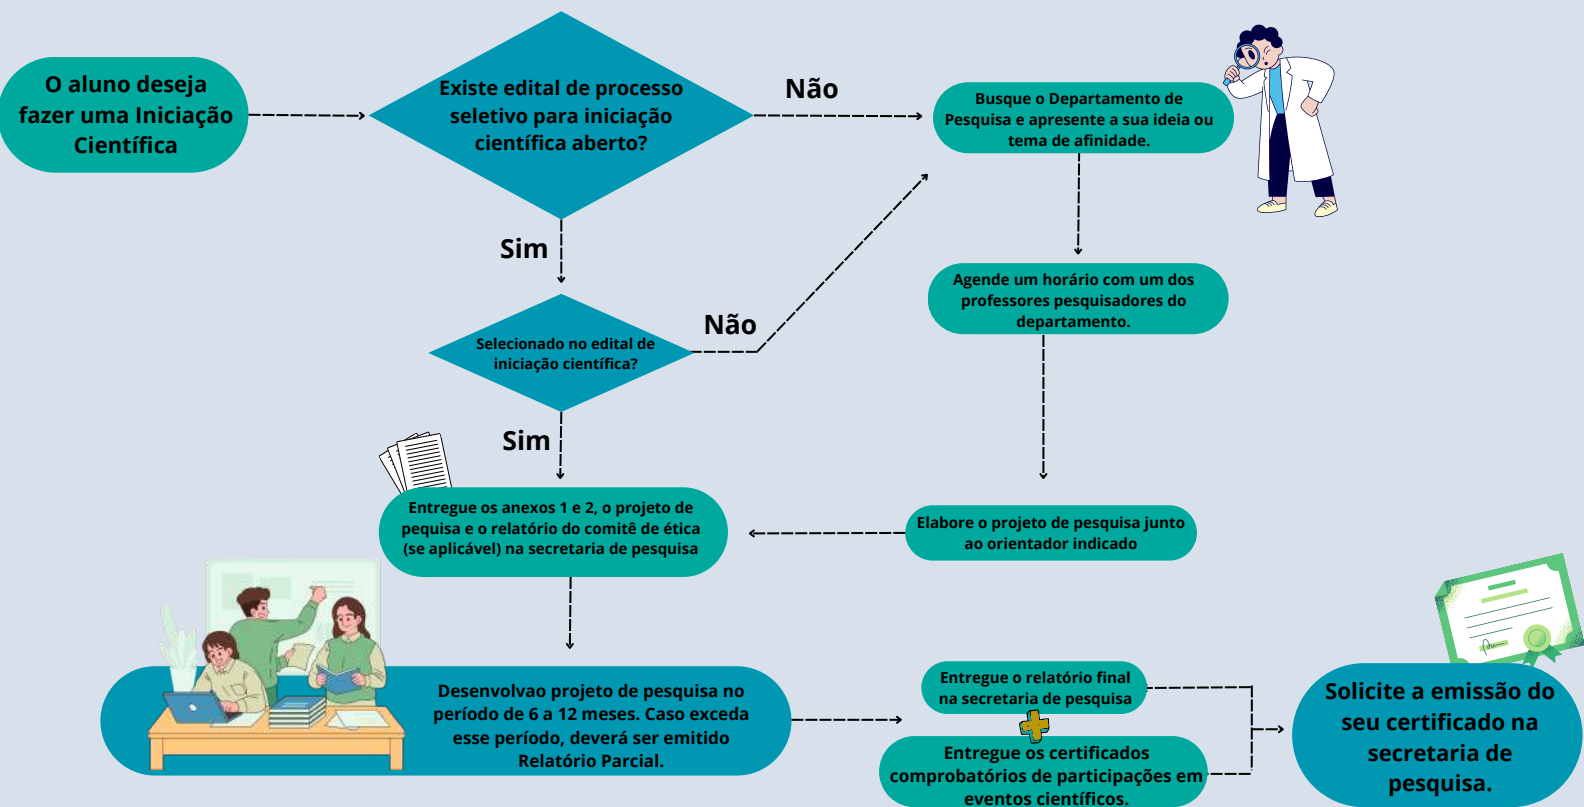 O aluno deseja
fazer uma Iniciação
Científica
Existe edital de processo
seletivo para iniciação
científica aberto?
Não
Busque o Departamento de
Pesquisa e apresente a sua ideia ou
tema de afinidade.
Sim
Agende um horário com um dos
professores pesquisadores do
departamento.
Selecionado no edital de
iniciação científica?
Não
Sim
Entregue os anexos 1 e 2, o projeto de
pequisa e o relatório do comitê de ética
(se aplicável) na secretaria de pesquisa
Elabore o projeto de pesquisa junto
ao orientador indicado
Desenvolvao projeto de pesquisa no
período de 6 a 12 meses. Caso exceda
esse período, deverá ser emitido
Relatório Parcial.
Entregue o relatório final
na secretaria de pesquisa
Entregue os certificados
comprobatórios de participações em
eventos científicos.
Solicite a emissão do
seu certificado na
secretaria de
pesquisa.